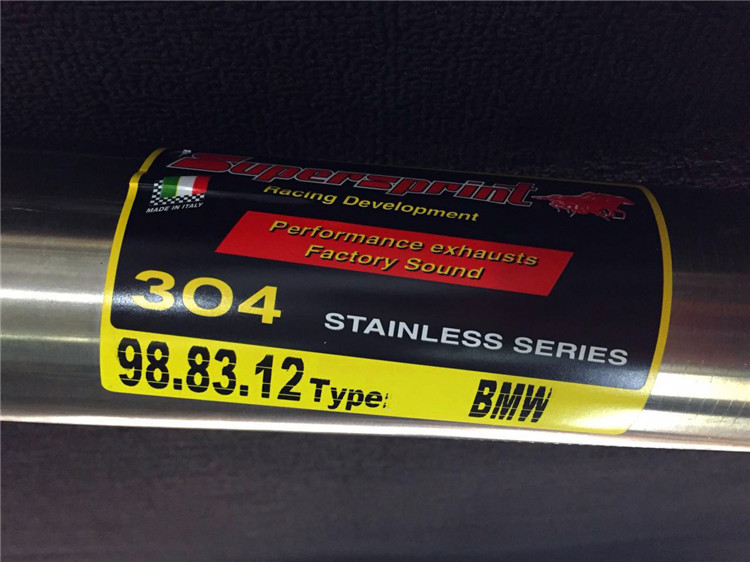 Supersprint
Racing Development
MADE IN ITALY
Performance exhausts
Factory Sound
304 STAINLESS SERIES
98.83.12 Type: BMW